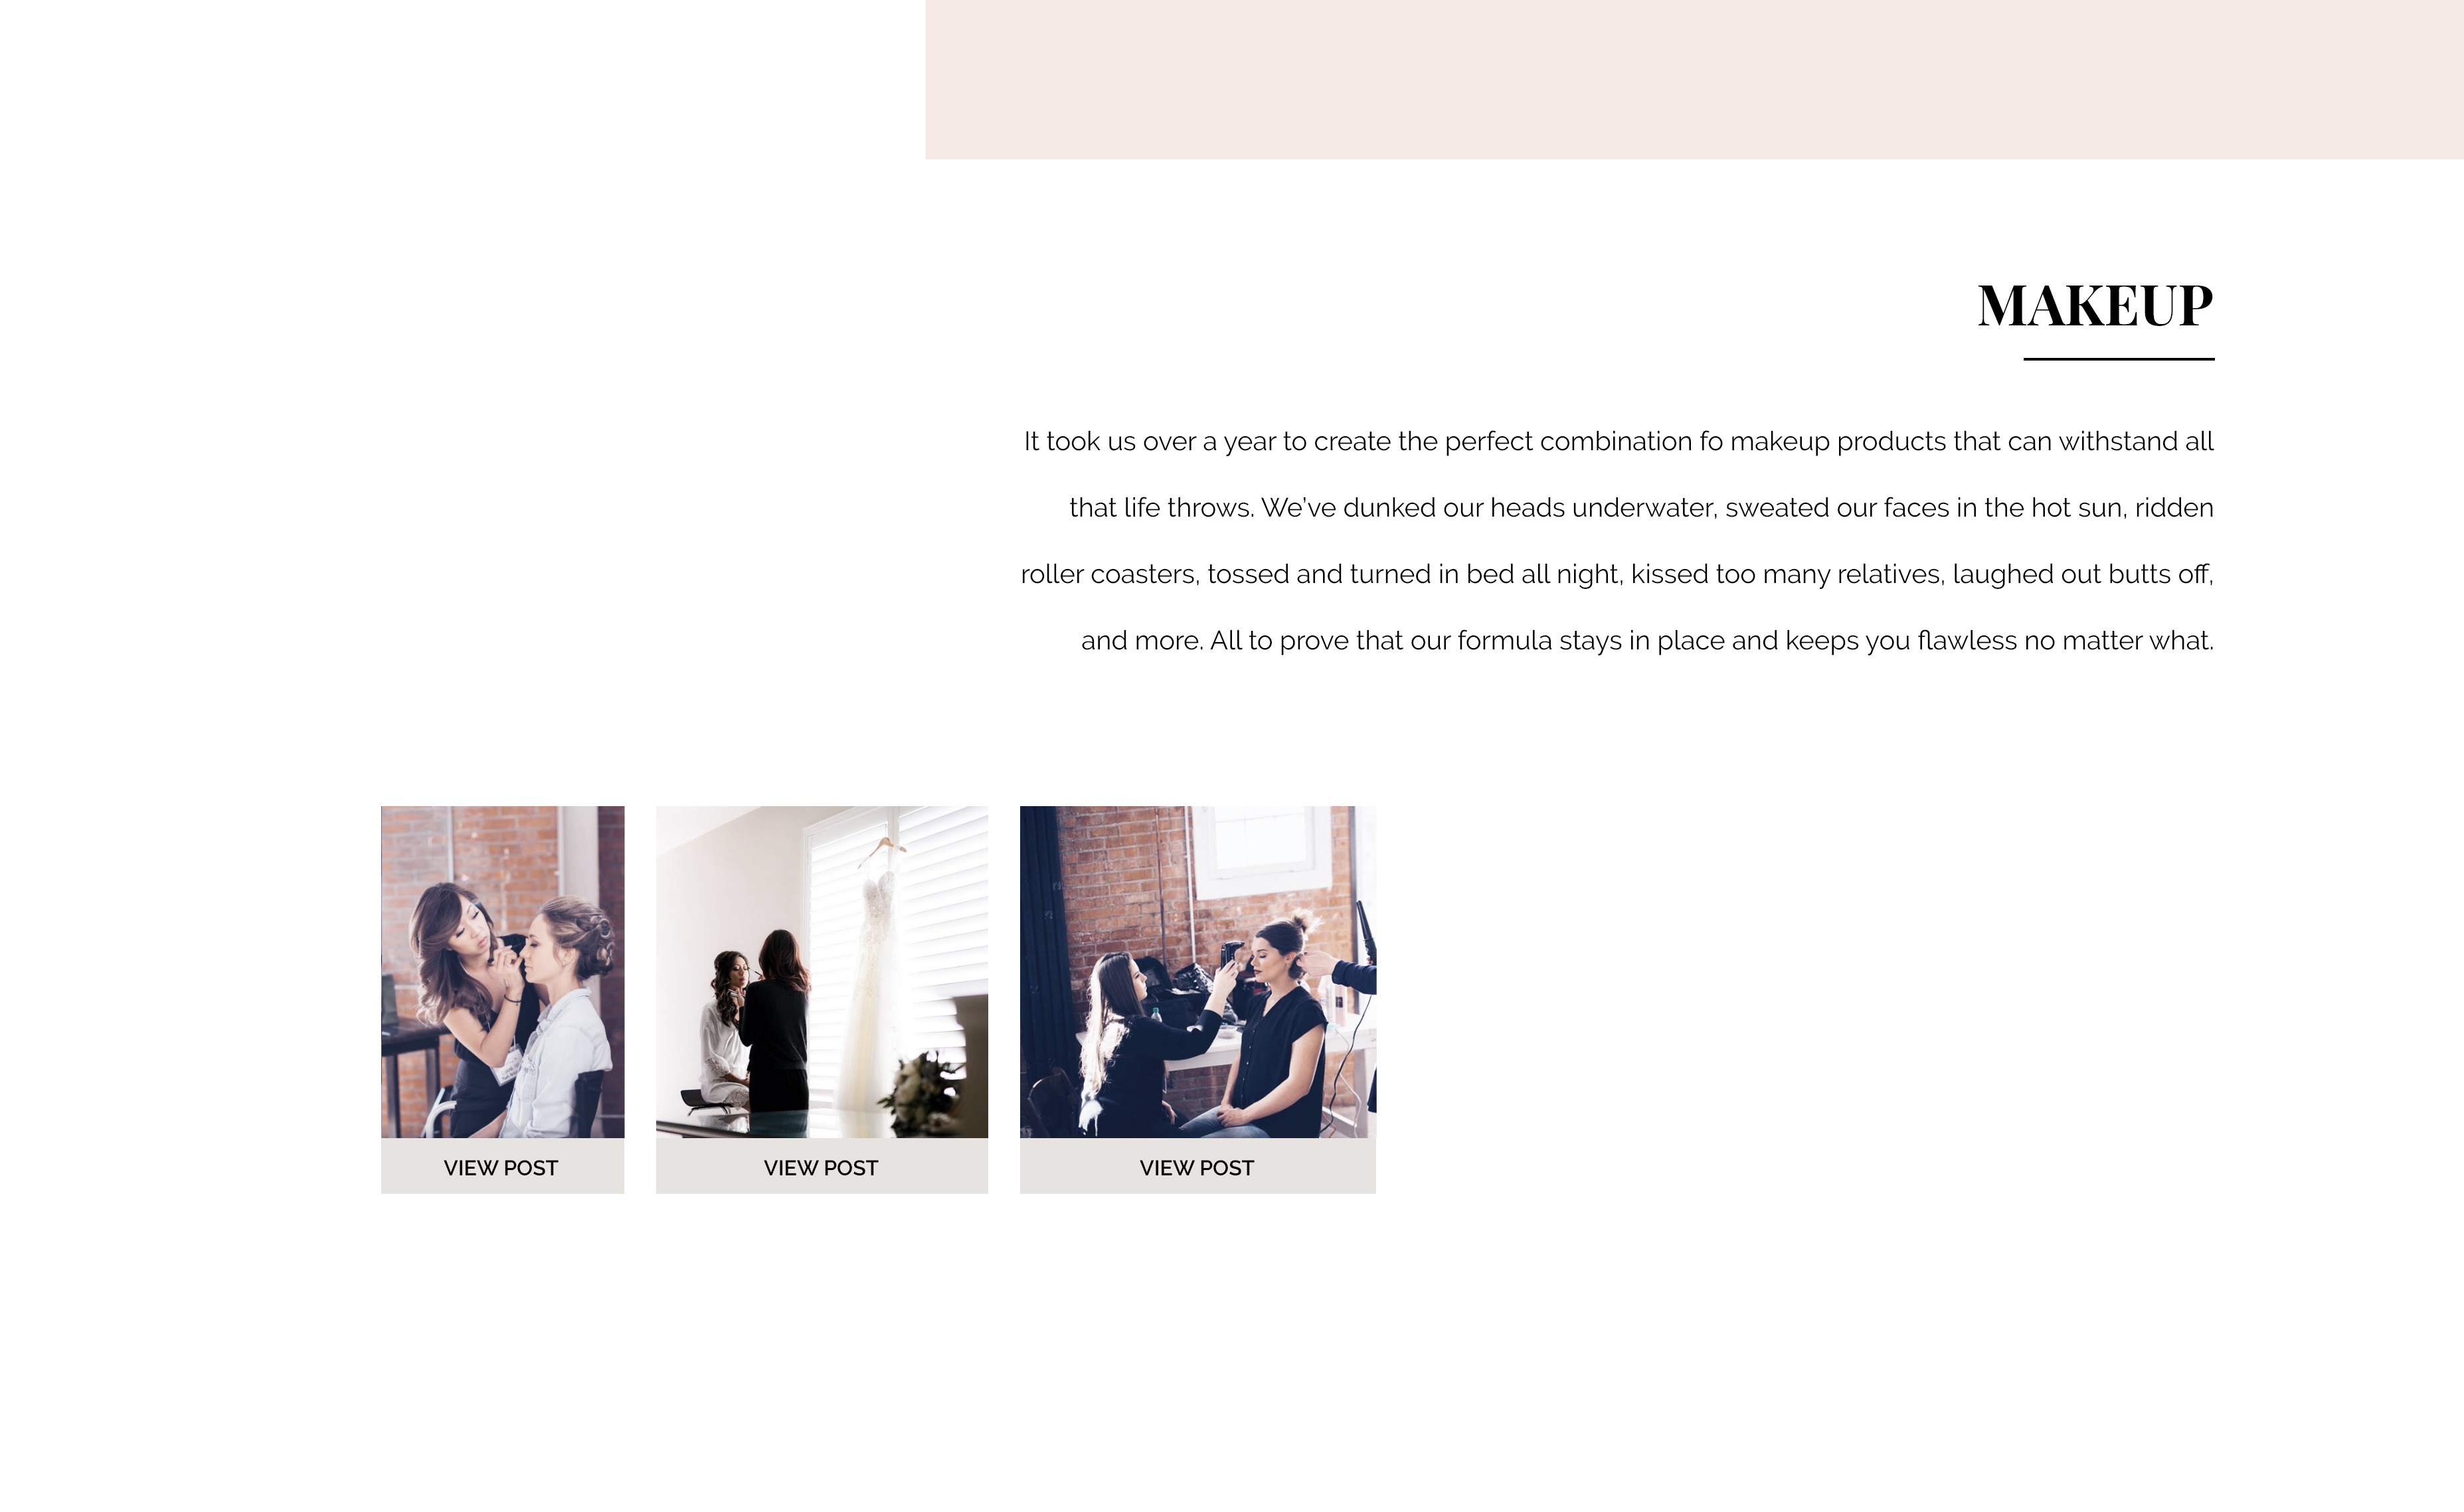 MAKEUP
It took us over a year to create the perfect combination fo makeup products that can withstand all
that life throws. We’ve dunked our heads underwater, sweated our faces in the hot sun, ridden
roller coasters, tossed and turned in bed all night, kissed too many relatives, laughed out butts off,
and more. All to prove that our formula stays in place and keeps you flawless no matter what.
VIEW POST
VIEW POST
VIEW POST